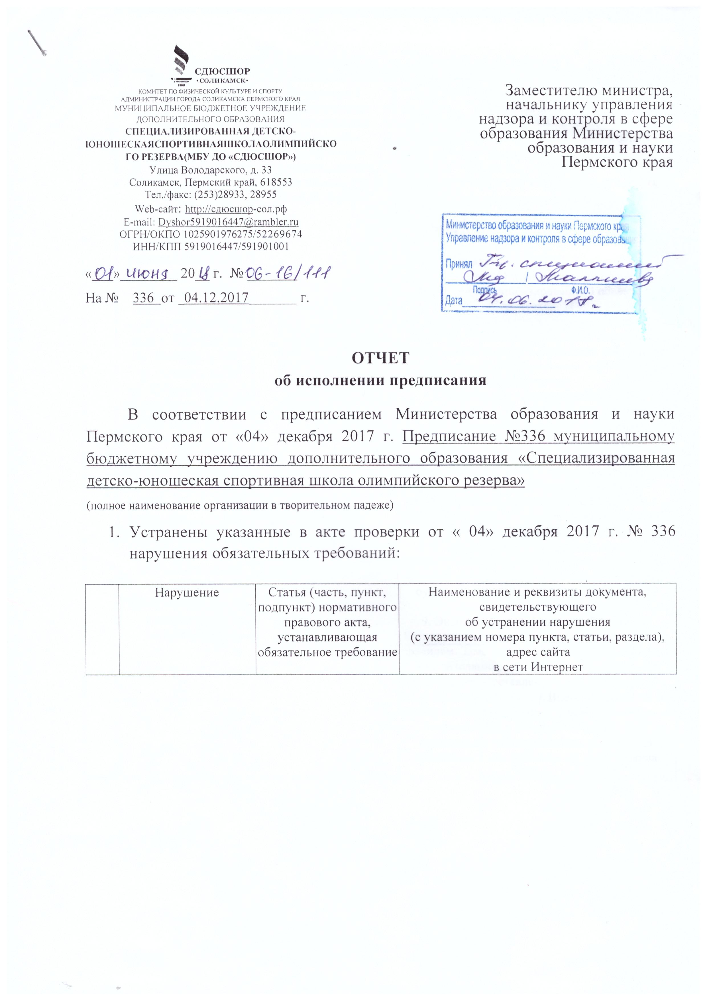 СДЮСШОР
•СОЛИКАМСК•
КОМИТЕТ ПО ФИЗИЧЕСКОЙ КУЛЬТУРЕ И СПОРТУ
АДМИНИСТРАЦИИ ГОРОДА СОЛИКАМСКА ПЕРМСКОГО КРАЯ
МУНИЦИПАЛЬНОЕ БЮДЖЕТНОЕ УЧРЕЖДЕНИЕ
ДОПОЛНИТЕЛЬНОГО ОБРАЗОВАНИЯ
СПЕЦИАЛИЗИРОВАННАЯ ДЕТСКО-
ЮНОШЕСКАЯСПОРТИВНАЯШКОЛАОЛИМПИЙСКО
ГО РЕЗЕРВА(МБУ ДО «СДЮСШОР»)
Улица Володарского, д. 33
Соликамск, Пермский край, 618553
Тел./факс: (253)28933, 28955
Web-сайт: http://сдюсшор-сол.рф
E-mail: Dyshor5919016447@rambler.ru
ОГРН/ОКПО 1025901976275/52269674
ИНН/КПП 5919016447/591901001
«01» июня 2018 г. №06-16/111
На № 336 от 04.12.2017 г.
Заместителю министра,
начальнику управления
надзора и контроля в сфере
образования Министерства
образования и науки
Пермского края
Министерство образования и науки Пермского края
Управление надзора и контроля в сфере образования
Принял Гл. специалист
/
Подпись Ф.И.О.
Дата 04.06.2018г.
ОТЧЕТ
об исполнении предписания
В соответствии с предписанием Министерства образования и науки
Пермского края от «04» декабря 2017 г. Предписание №336 муниципальному
бюджетному учреждению дополнительного образования «Специализированная
детско-юношеская спортивная школа олимпийского резерва»
(полное наименование организации в творительном падеже)
1. Устранены указанные в акте проверки от « 04» декабря 2017 г. № 336
нарушения обязательных требований:
Нарушение
Статья (часть, пункт,
подпункт) нормативного
правового акта,
устанавливающая
обязательное требование
Наименование и реквизиты документа,
свидетельствующего
об устранении нарушения
(с указанием номера пункта, статьи, раздела),
адрес сайта
в сети Интернет